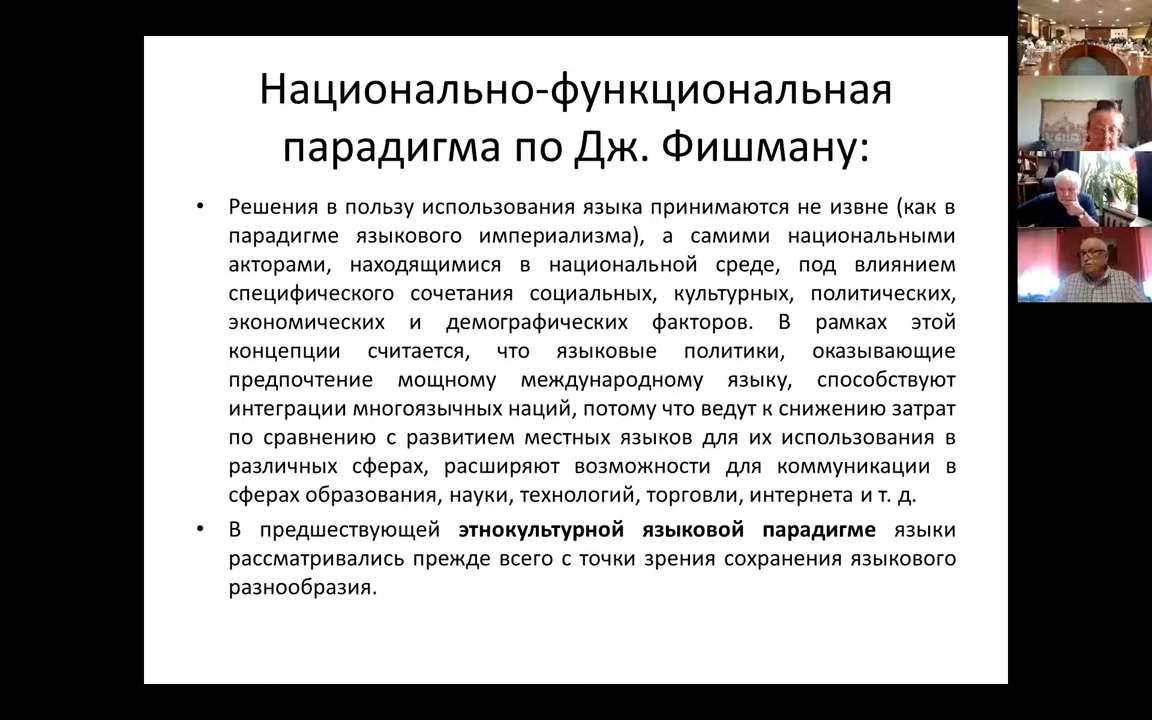 Национально-функциональная
парадигма по Дж. Фишману:
• Решения в пользу использования языка принимаются не извне (как в
парадигме языкового империализма), а самими национальными
акторами, находящимися в национальной среде, под влиянием
специфического сочетания социальных, культурных, политических,
экономических и демографических факторов. В рамках этой
концепции считается, что языковые политики, оказывающие
предпочтение мощному международному языку, способствуют
интеграции многоязычных наций, потому что ведут к снижению затрат
по сравнению с развитием местных языков для их использования в
различных сферах, расширяют возможности для коммуникации в
сферах образования, науки, технологий, торговли, интернета и т. д.
• В предшествующей этнокультурной языковой парадигме языки
рассматривались прежде всего с точки зрения сохранения языкового
разнообразия.